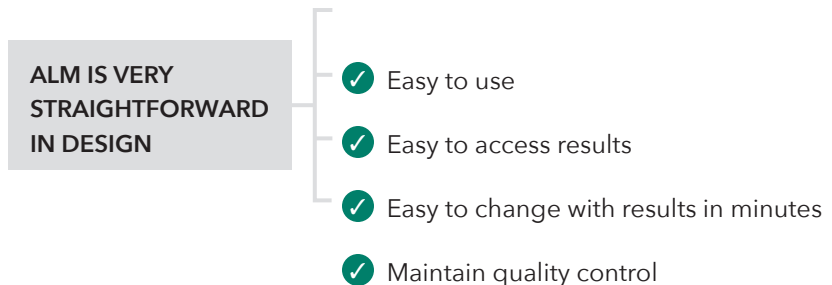 ALM IS VERY
STRAIGHTFORWARD
IN DESIGN
Easy to use
Easy to access results
Easy to change with results in minutes
Maintain quality control